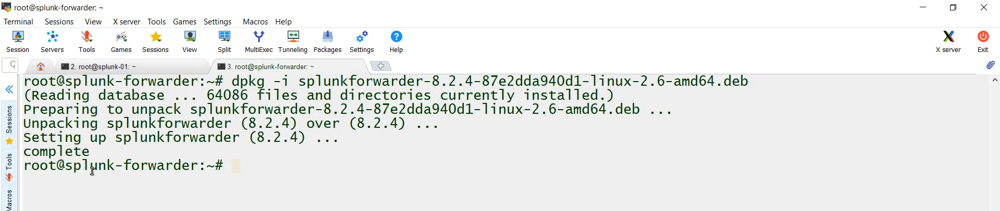 root@splunk-forwarder: ~
Terminal Sessions View X server Tools Games Settings Macros Help
Session Servers Tools Games Sessions View Split MultiExec Tunneling Packages Settings Help X server Exit
2. root@splunk-01: ~ 3. root@splunk-forwarder: ~
root@splunk-forwarder:~# dpkg -i splunkforwarder-8.2.4-87e2dda940d1-linux-2.6-amd64.deb
(Reading database ... 64086 files and directories currently installed.)
Preparing to unpack splunkforwarder-8.2.4-87e2dda940d1-linux-2.6-amd64.deb ...
Unpacking splunkforwarder (8.2.4) over (8.2.4) ...
Setting up splunkforwarder (8.2.4) ...
complete
root@splunk-forwarder:~#
Sessions
Tools
Macros